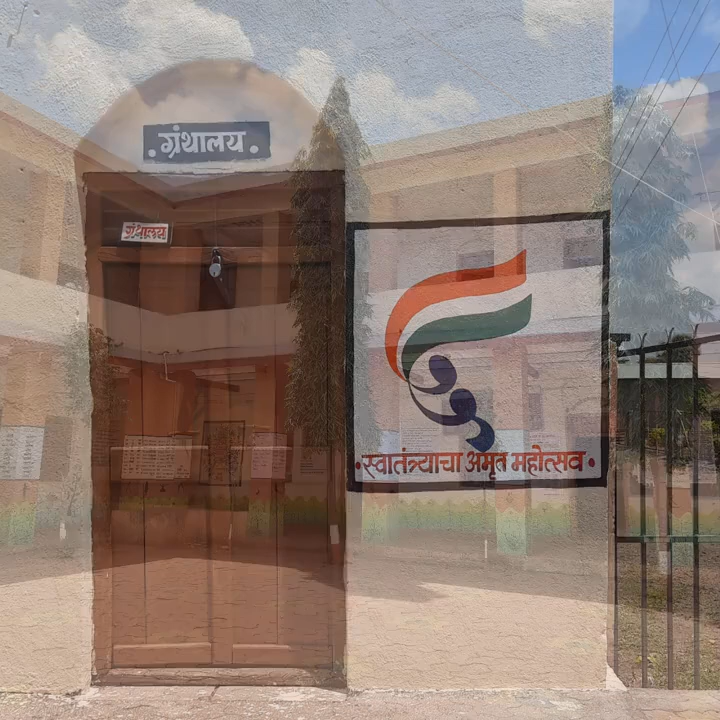 • ग्रंथालय •
ग्रंथालय
• स्वातंत्र्याचा अमृत महोत्सव •